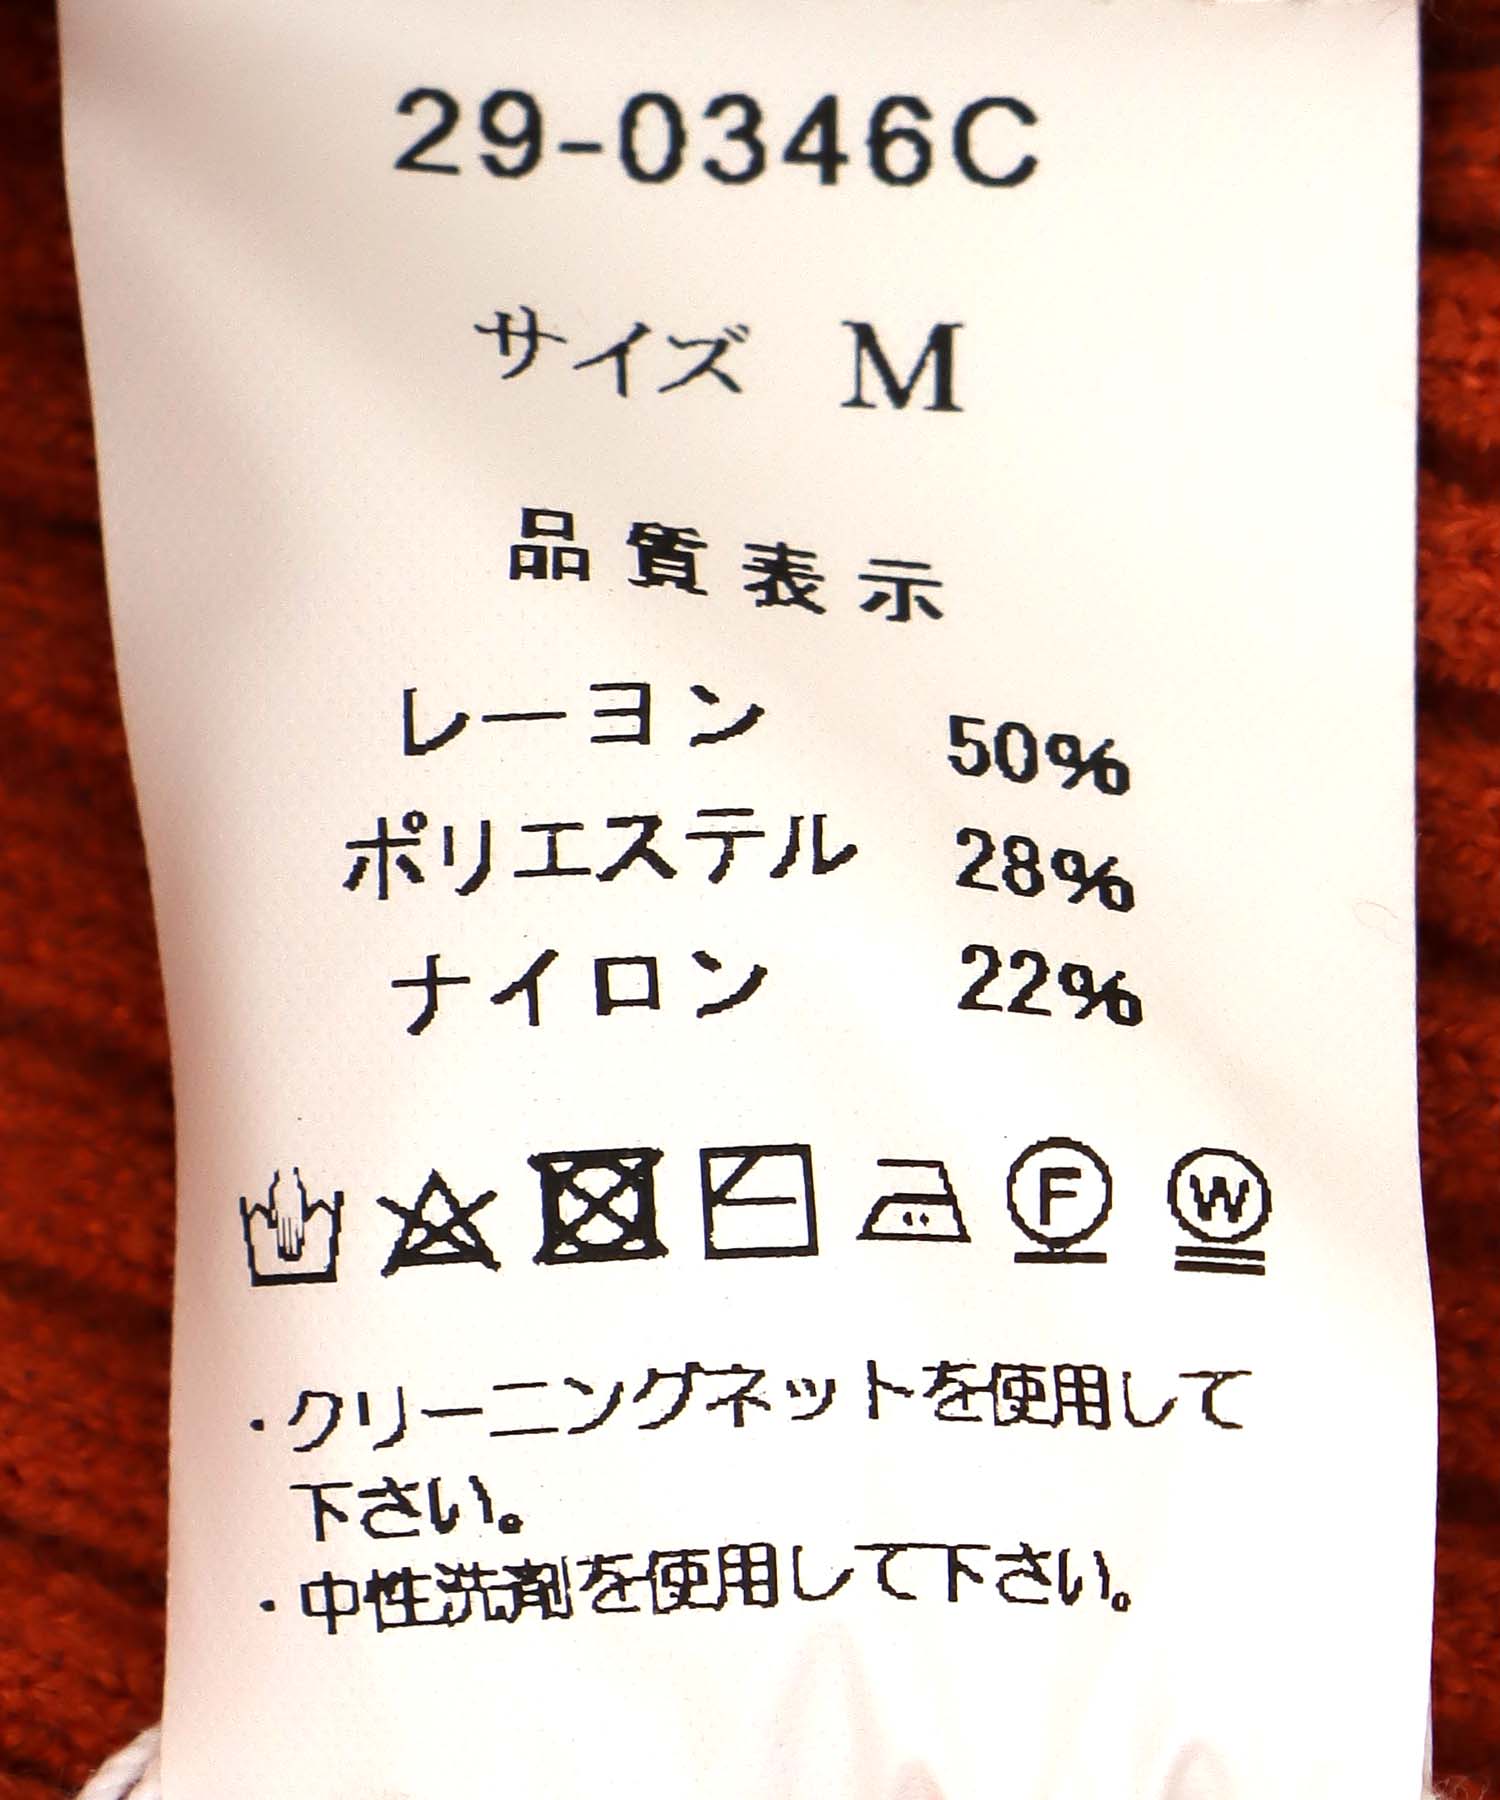 29-0346C
サイズ M
品質表示
レーヨン 50%
ポリエステル 28%
ナイロン 22%
F W
・クリーニングネットを使用して
下さい。
・中性洗剤を使用して下さい。